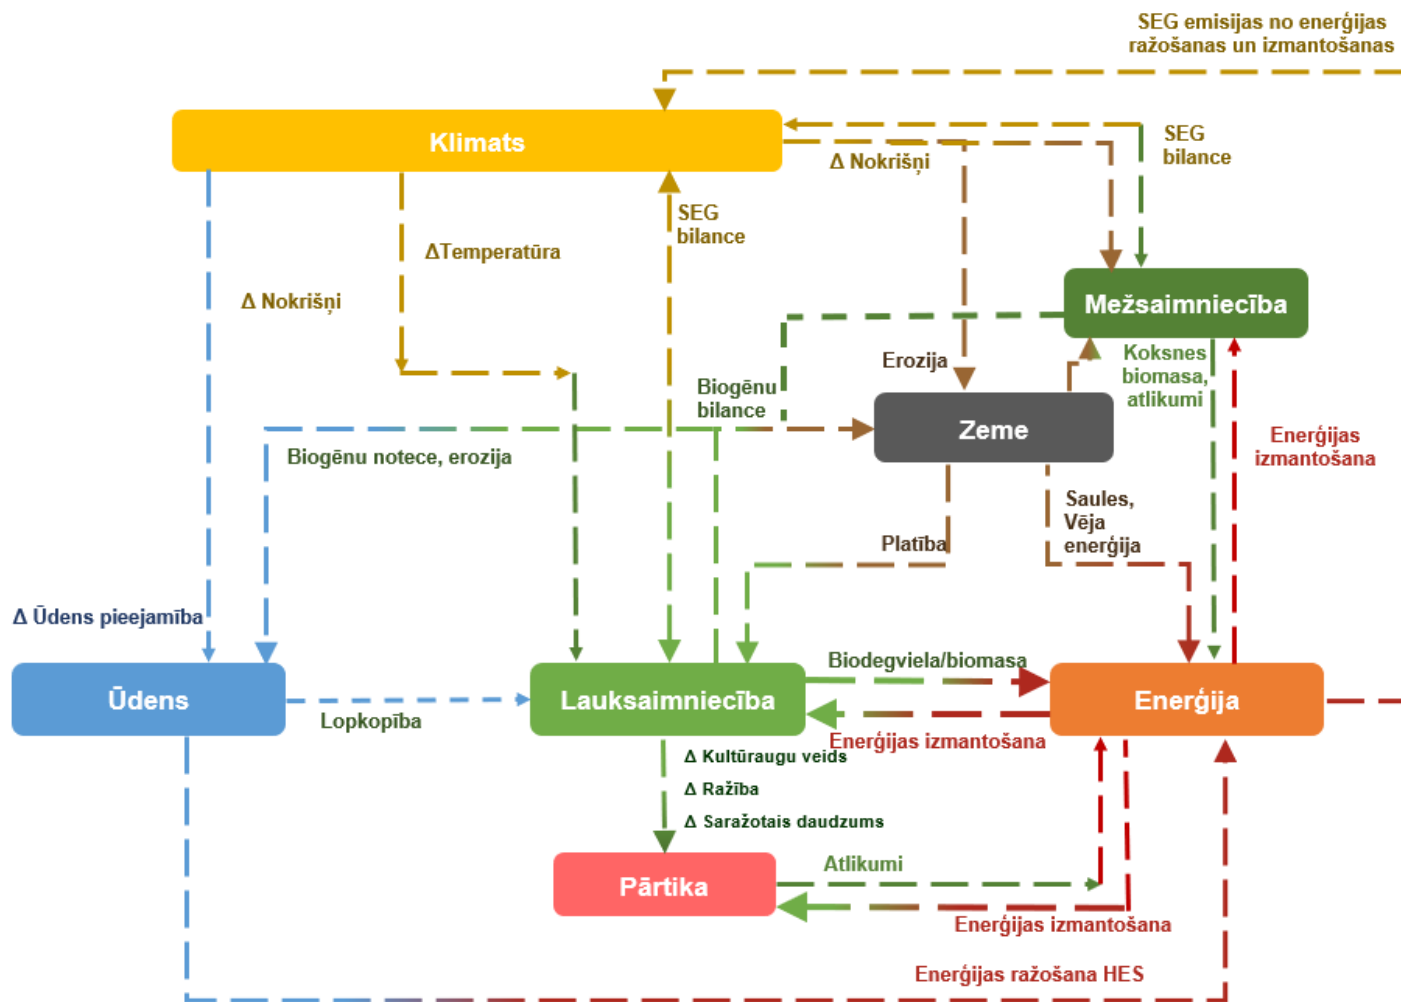 SEG emisijas no enerģijas
ražošanas un izmantošanas
Klimats
SEG
bilance
Δ Nokrišņi
SEG
bilance
ΔTemperatūra
Δ Nokrišņi
Mežsaimniecība
Erozija
Koksnes
biomasa,
atlikumi
Biogēnu
bilance
Zeme
Enerģijas
izmantošana
Biogēnu notece, erozija
Saules,
Vēja
enerģija
Platība
Δ Ūdens pieejamība
Biodegviela/biomasa
Ūdens
Lauksaimniecība
Enerģija
Lopkopība
Enerģijas izmantošana
Δ Kultūraugu veids
Δ Ražība
Δ Saražotais daudzums
Atlikumi
Pārtika
Enerģijas izmantošana
Enerģijas ražošana HES